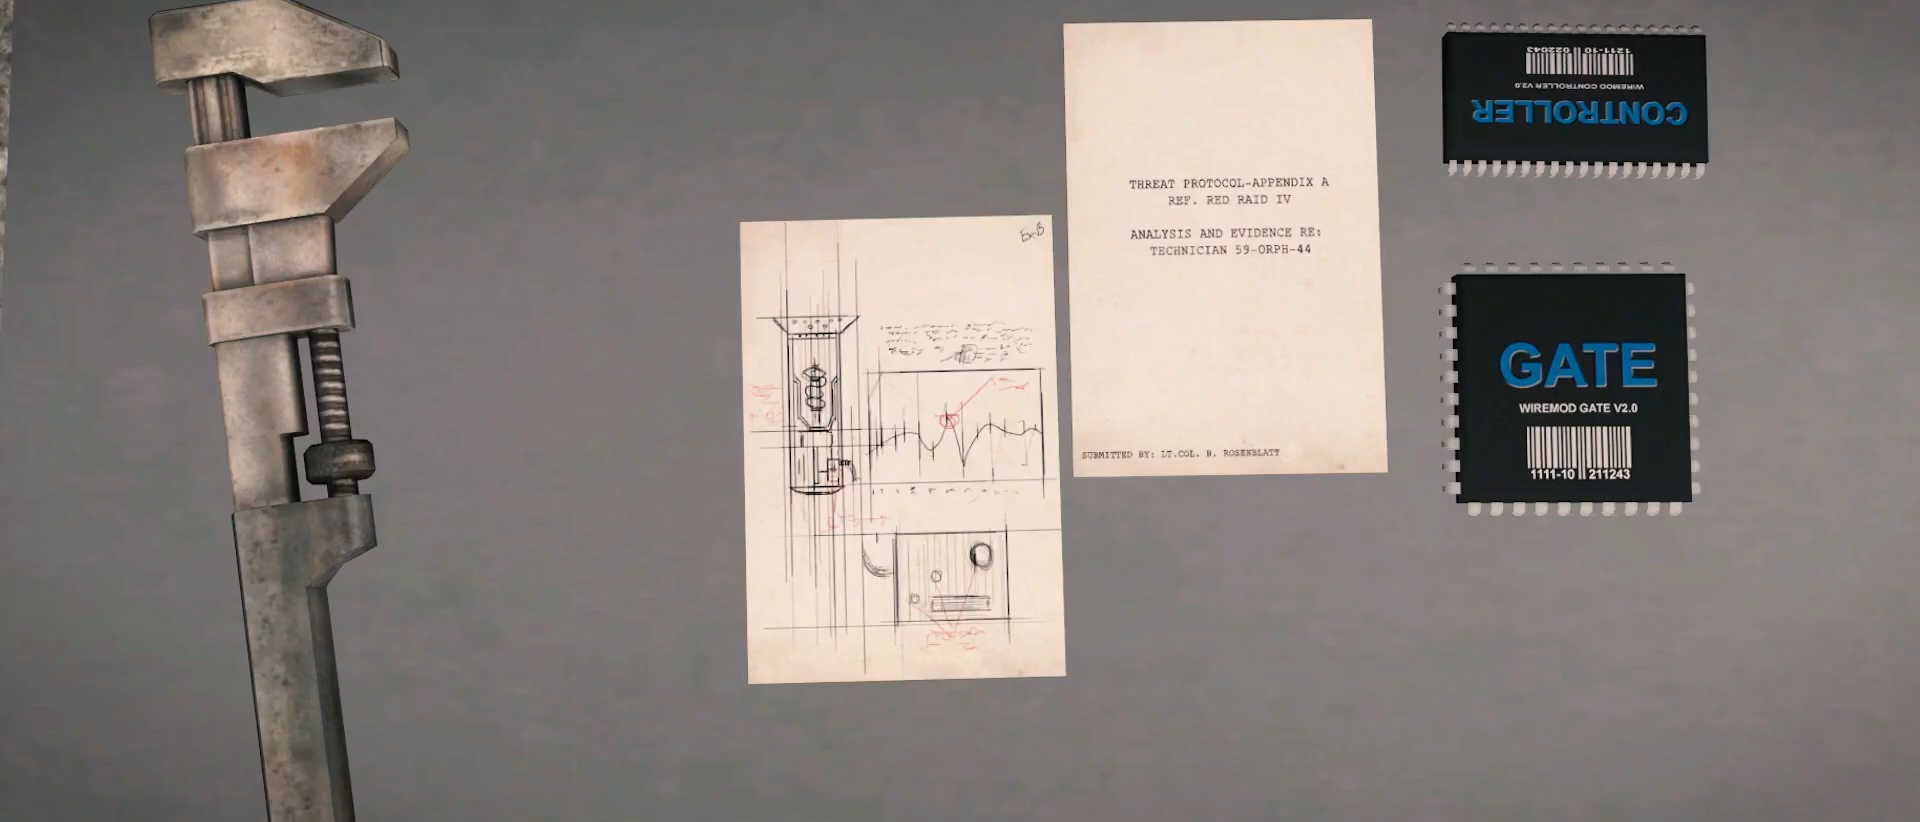 Ex-B
THREAT PROTOCOL-APPENDIX A
REF. RED RAID IV
ANALYSIS AND EVIDENCE RE:
TECHNICIAN 59-ORPH-44
SUBMITTED BY: LT.COL. B. ROSENBLATT
CONTROLLER
WIREMOD CONTROLLER V2.0
1211-10 022043
GATE
WIREMOD GATE V2.0
1111-10 211243